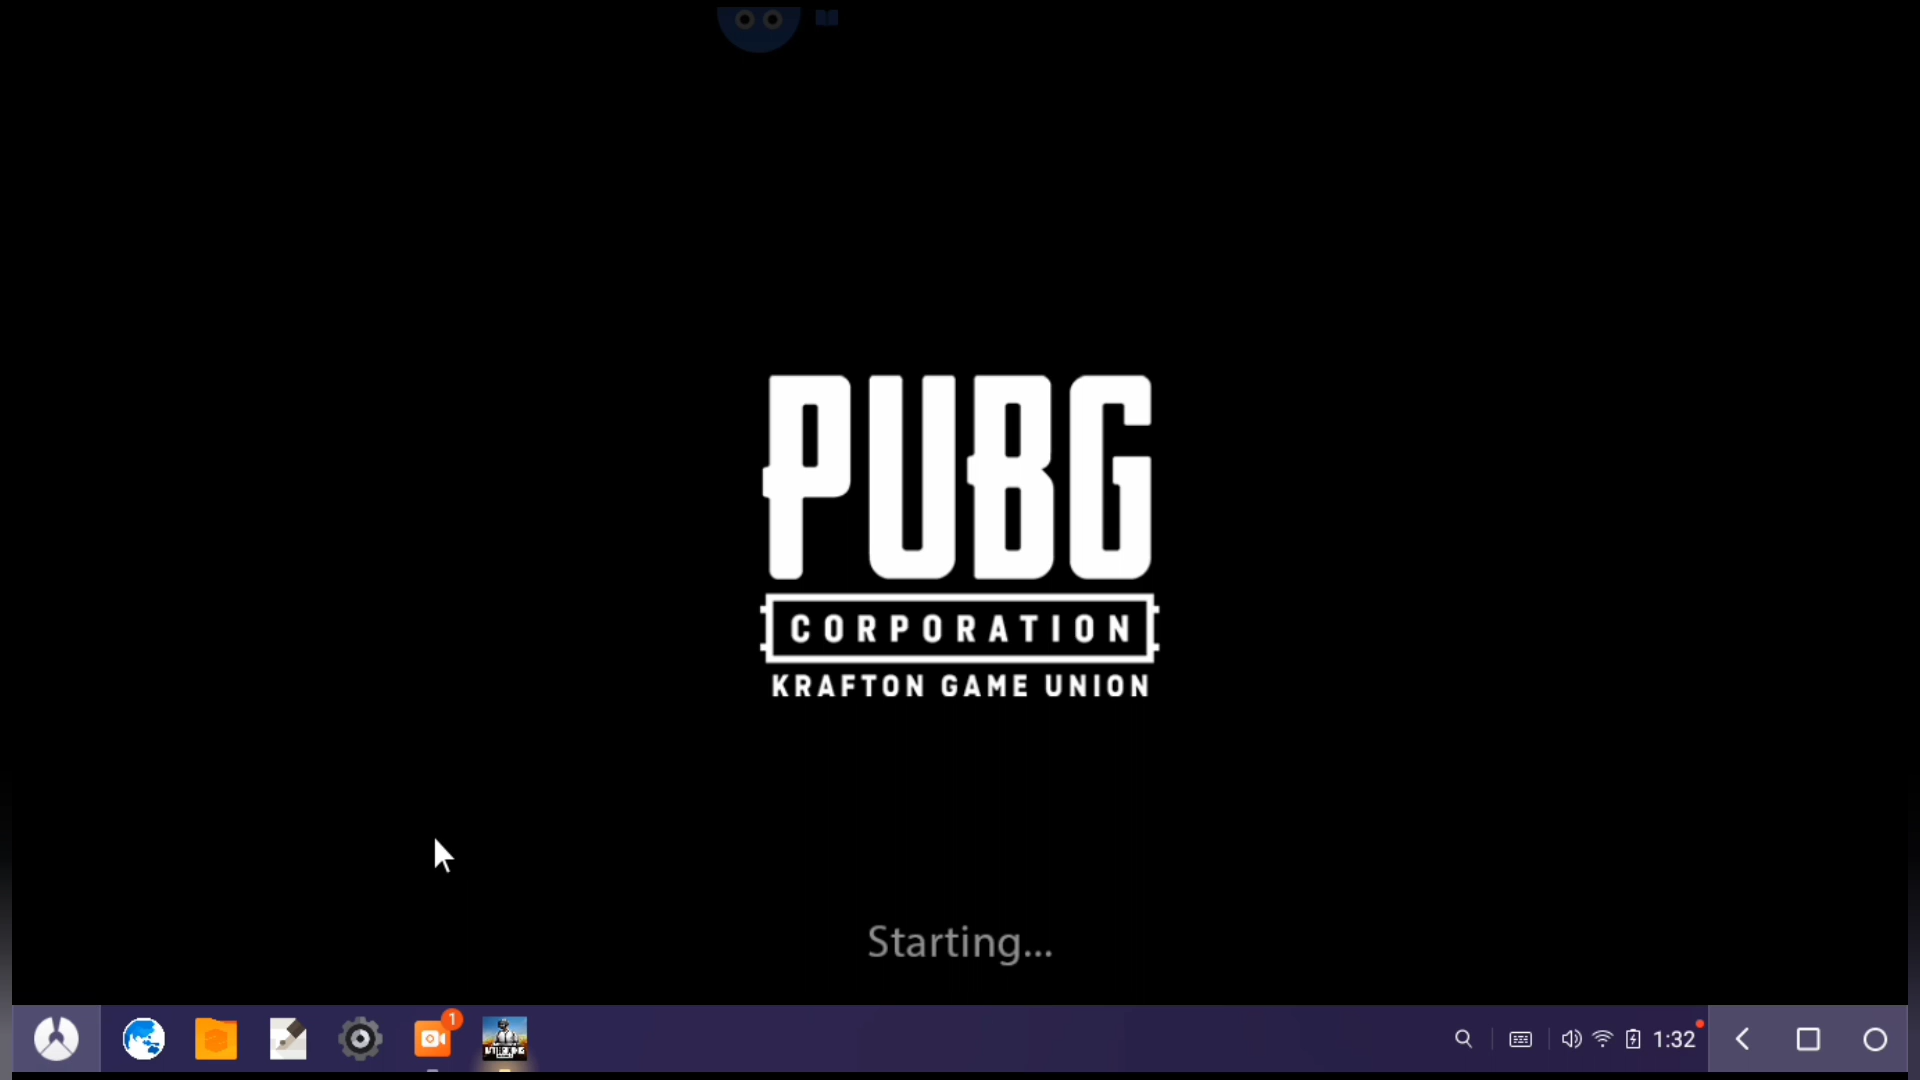 PUBG
CORPORATION
KRAFTON GAME UNION
Starting...
1
1:32